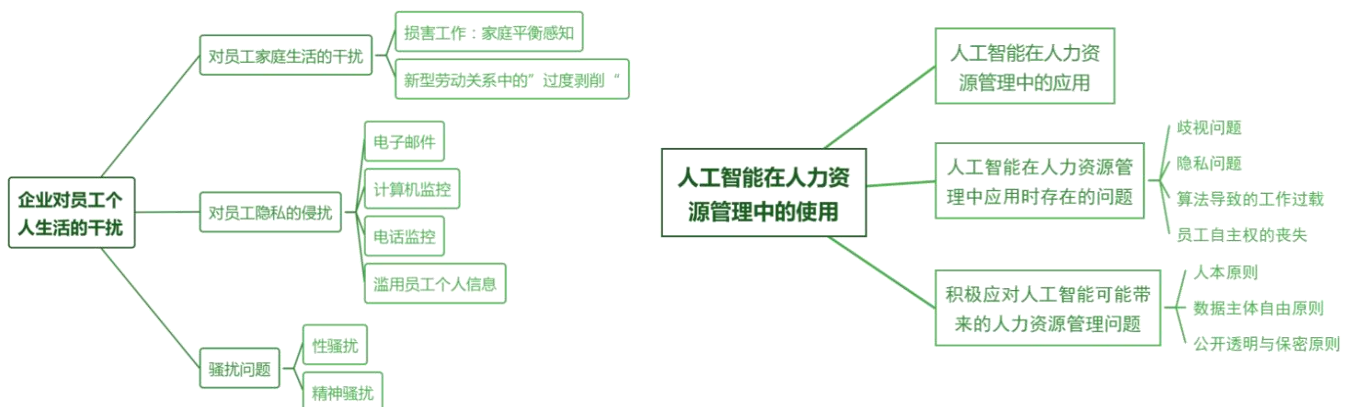 企业对员工个
人生活的干扰
对员工家庭生活的干扰
损害工作：家庭平衡感知
新型劳动关系中的”过度剥削“
对员工隐私的侵扰
电子邮件
计算机监控
电话监控
滥用员工个人信息
骚扰问题
性骚扰
精神骚扰
人工智能在人力资
源管理中的使用
人工智能在人力资
源管理中的应用
人工智能在人力资源管
理中应用时存在的问题
歧视问题
隐私问题
算法导致的工作过载
员工自主权的丧失
积极应对人工智能可能带
来的人力资源管理问题
人本原则
数据主体自由原则
公开透明与保密原则